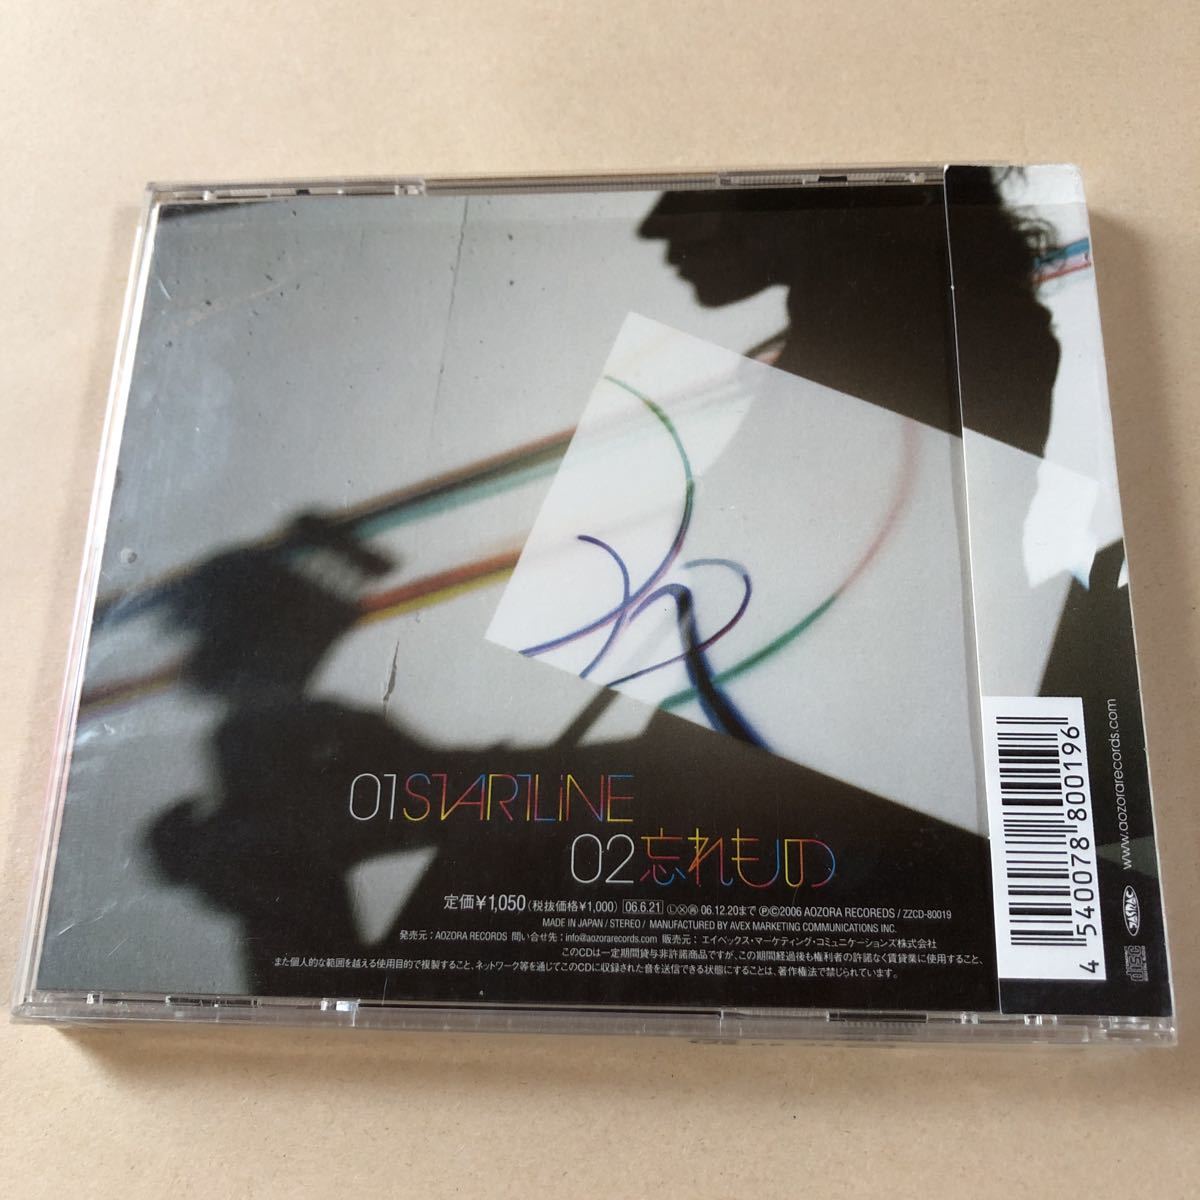 01 STARTLiNE
02 忘れもの
定価¥1,050(税抜価格¥1,000) 06.6.21 Ⓛ Ⓧ 06.12.20まで ⓅⒸ2006 AOZORA RECOREDS / ZZCD-80019
MADE IN JAPAN / STEREO / MANUFACTURED BY AVEX MARKETING COMMUNICATIONS INC.
発売元：AOZORA RECORDS 問い合せ先：info@aozorarecords.com 販売元：エイベックス・マーケティング・コミュニケーションズ株式会社
このCDは一定期間貸与非許諾商品ですが、この期間経過後も権利者の許諾なく賃貸業に使用すること、
また個人的な範囲を越える使用目的で複製すること、ネットワーク等を通じてこのCDに収録された音を送信できる状態にすることは、著作権法で禁じられています。
4 540078 800196
www.aozorarecords.com
JASRAC
disc